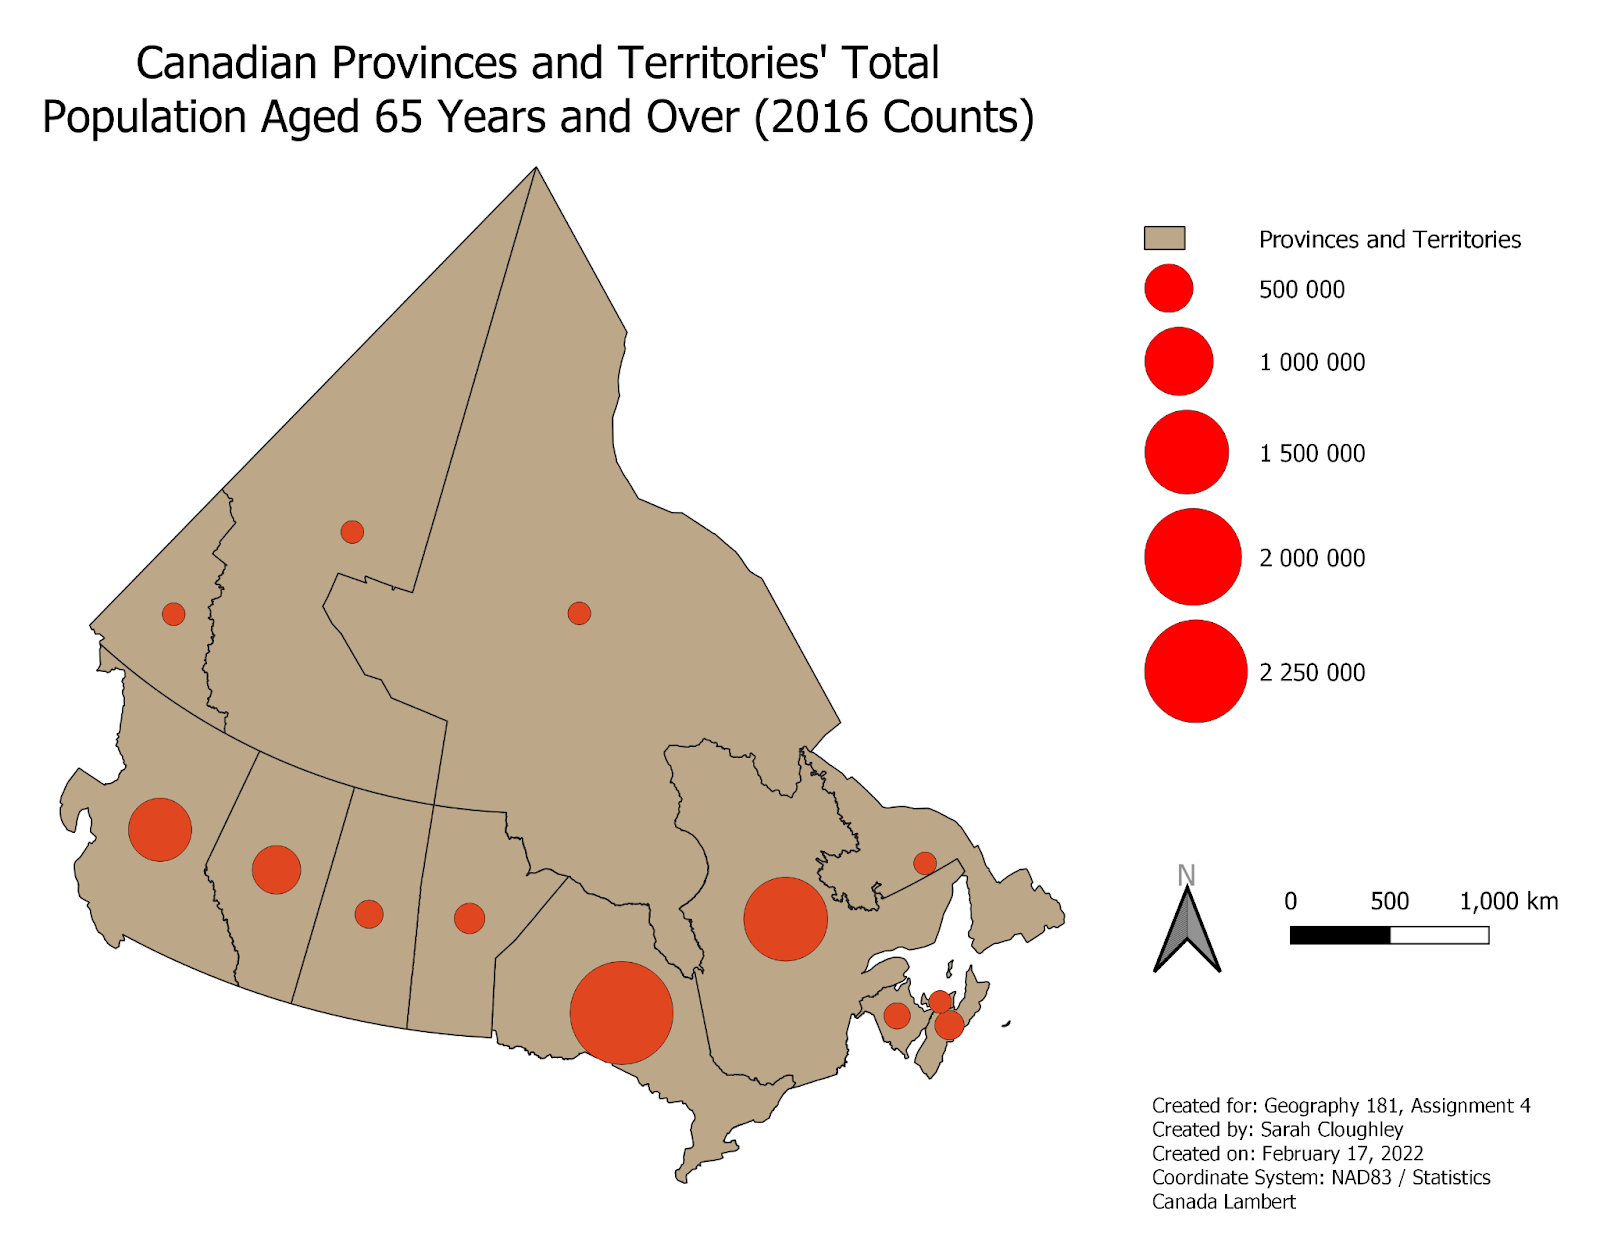 Canadian Provinces and Territories' Total
Population Aged 65 Years and Over (2016 Counts)
Provinces and Territories
500 000
1 000 000
1 500 000
2 000 000
2 250 000
N
0 500 1,000 km
Created for: Geography 181, Assignment 4
Created by: Sarah Cloughley
Created on: February 17, 2022
Coordinate System: NAD83 / Statistics
Canada Lambert